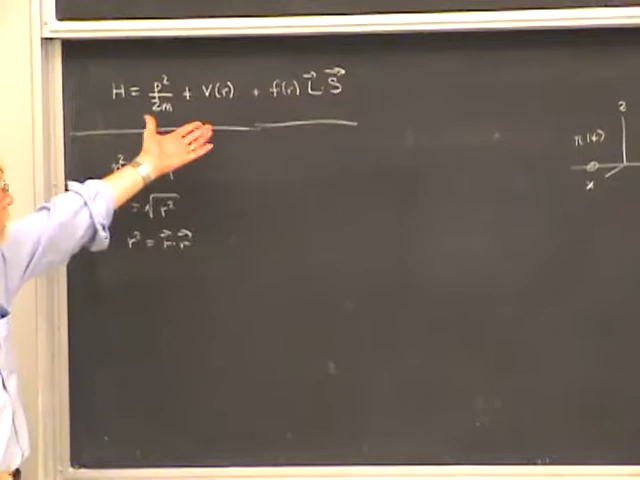 H = p²/2m + V(r) + f(r) L⃗·S⃗
= √r²
r² = r⃗·r⃗
z
π(t)
x